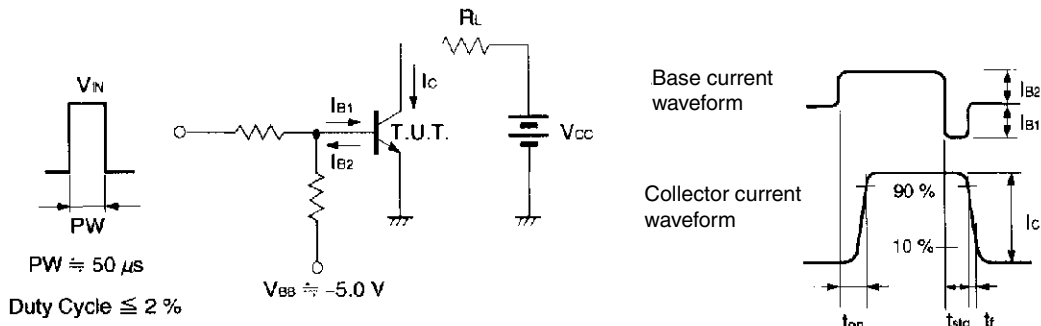 VIN
PW
PW ≒ 50 μs
Duty Cycle ≦ 2 %
IB1
IB2
VBB ≒ −5.0 V
IC
T.U.T.
RL
VCC
Base current
waveform
IB2
IB1
Collector current
waveform
90 %
10 %
IC
ton
tstg
tf